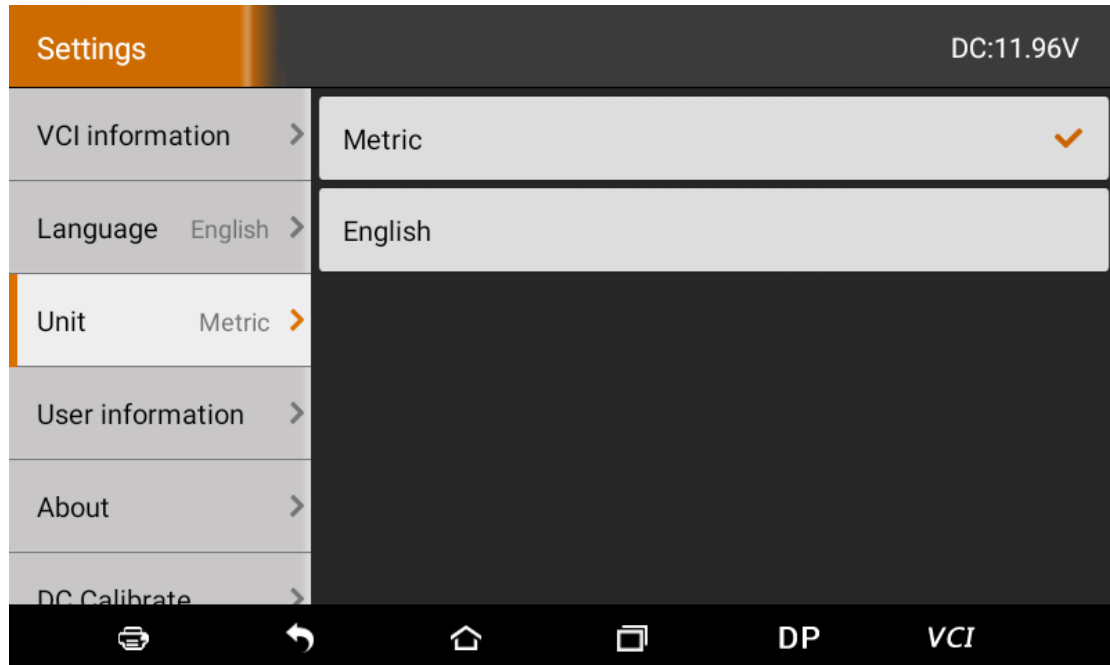 Settings
DC:11.96V
VCI information
Language English
Unit Metric
User information
About
DC Calibrate
Metric
English
DP
VCI